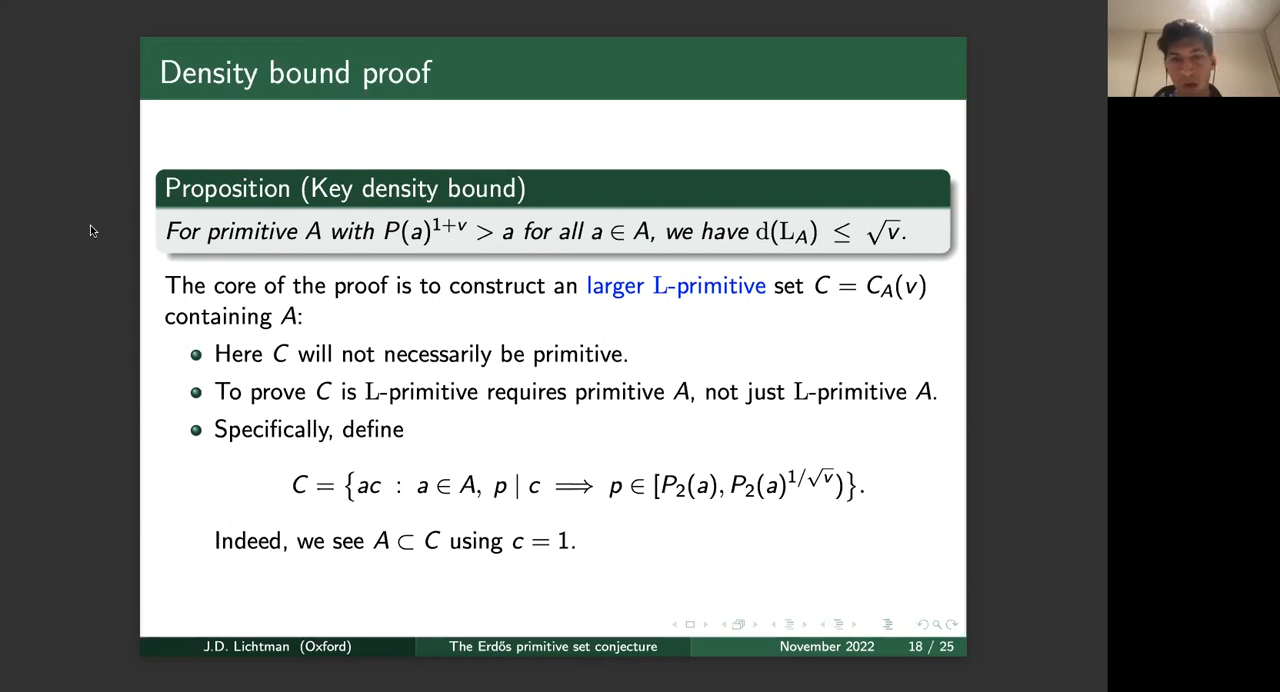 Density bound proof
Proposition (Key density bound)
For primitive A with P(a)^{1+v} > a for all a ∈ A, we have d(L_A) ≤ √v.
The core of the proof is to construct an larger L-primitive set C = C_A(v)
containing A:
Here C will not necessarily be primitive.
To prove C is L-primitive requires primitive A, not just L-primitive A.
Specifically, define
C = {ac : a ∈ A, p | c ⟹ p ∈ [P₂(a), P₂(a)^{1/√v})}.
Indeed, we see A ⊂ C using c = 1.
J.D. Lichtman (Oxford) The Erdős primitive set conjecture November 2022 18 / 25